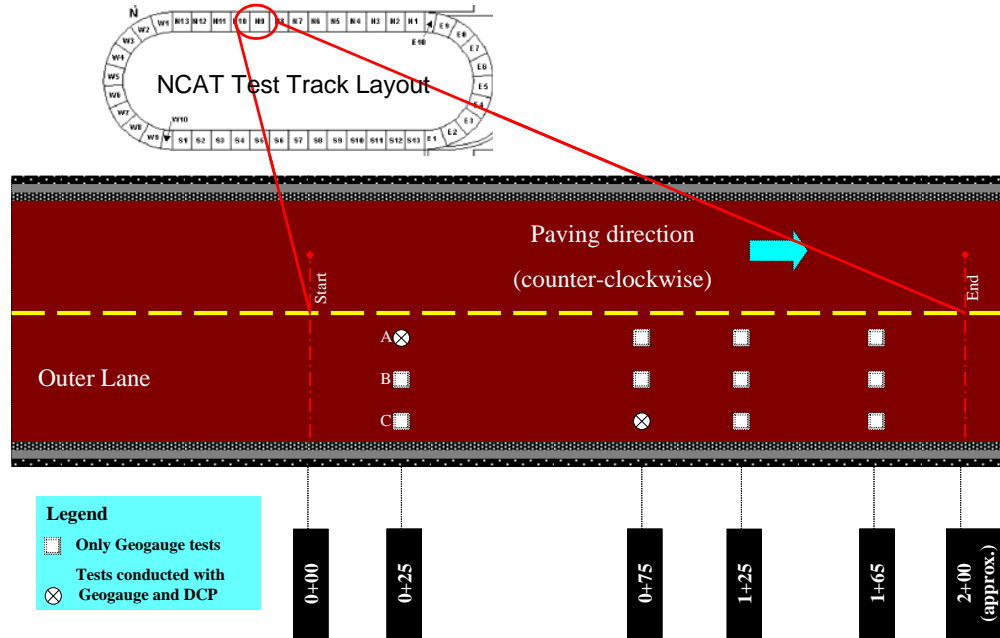 N
W1 N13 N12 N11 N10 N9 N8 N7 N6 N5 N4 N3 N2 N1 E9
W2 E10 E8
W3 E7
W4 E6
W5 NCAT Test Track Layout E5
W6 E4
W7 E3
W8 W10 E2
W9 S1 S2 S3 S4 S5 S6 S7 S8 S9 S10 S11 S12 S13 E1
Paving direction
(counter-clockwise)
Start
End
A
Outer Lane
B
C
Legend
Only Geogauge tests
Tests conducted with
Geogauge and DCP
0+00
0+25
0+75
1+25
1+65
2+00
(approx.)